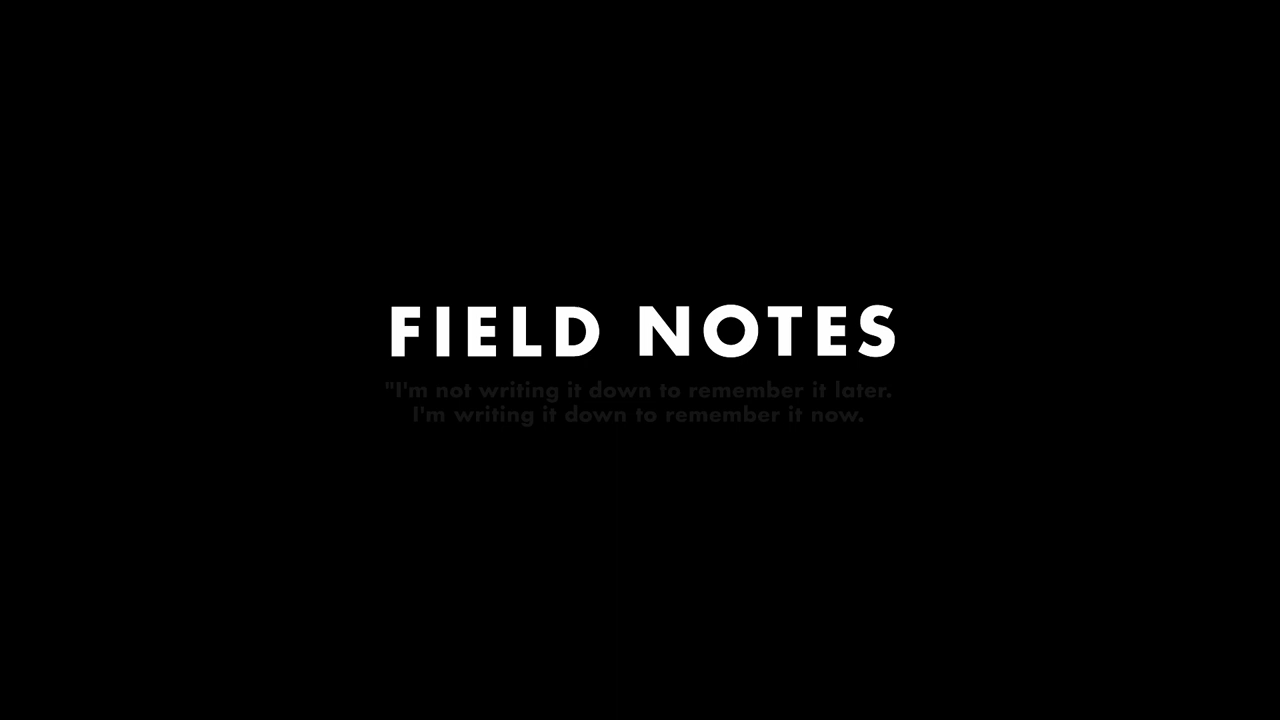 FIELD NOTES
"I'm not writing it down to remember it later.
I'm writing it down to remember it now.